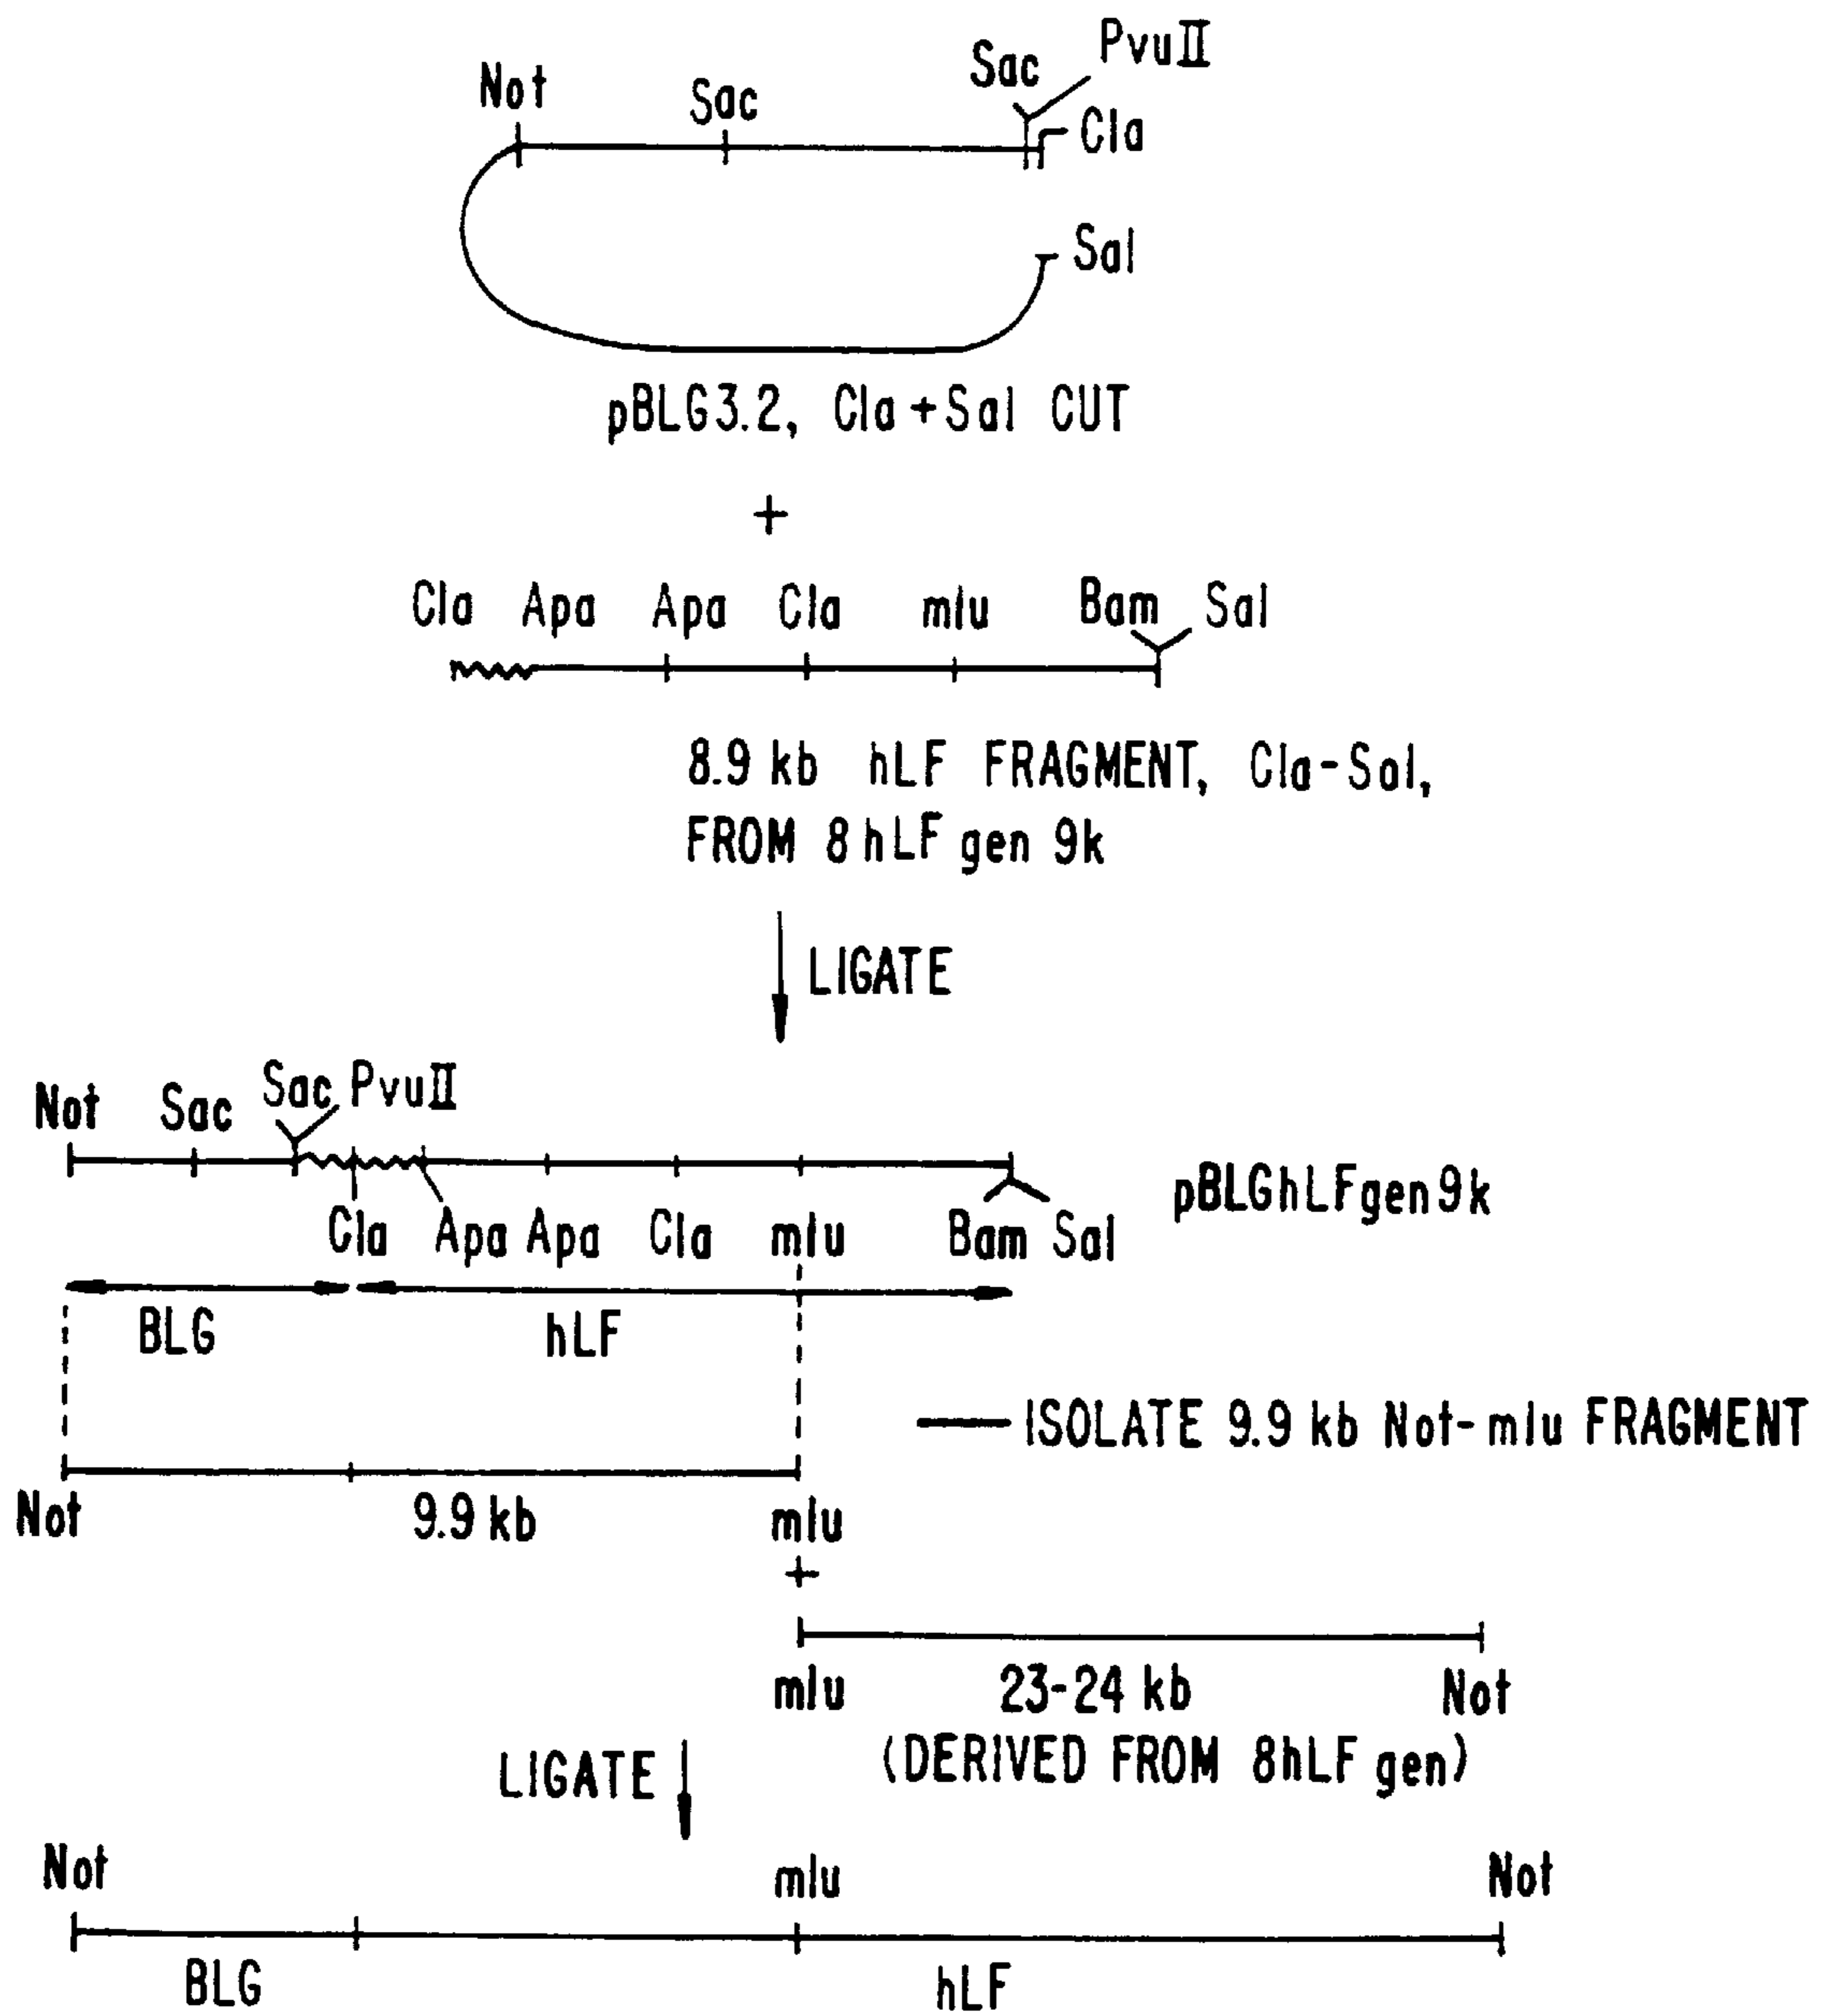 Not Sac Sac PvuII
Cla
Sal
pBLG3.2, Cla+Sal CUT
+
Cla Apa Apa Cla mlu Bam Sal
8.9 kb hLF FRAGMENT, Cla-Sal,
FROM 8hLF gen 9k
LIGATE
Not Sac Sac PvuII
pBLGhLFgen9k
Cla Apa Apa Cla mlu Bam Sal
BLG hLF
ISOLATE 9.9 kb Not-mlu FRAGMENT
Not 9.9 kb mlu
+
mlu 23-24 kb Not
(DERIVED FROM 8hLF gen)
LIGATE
Not mlu Not
BLG hLF